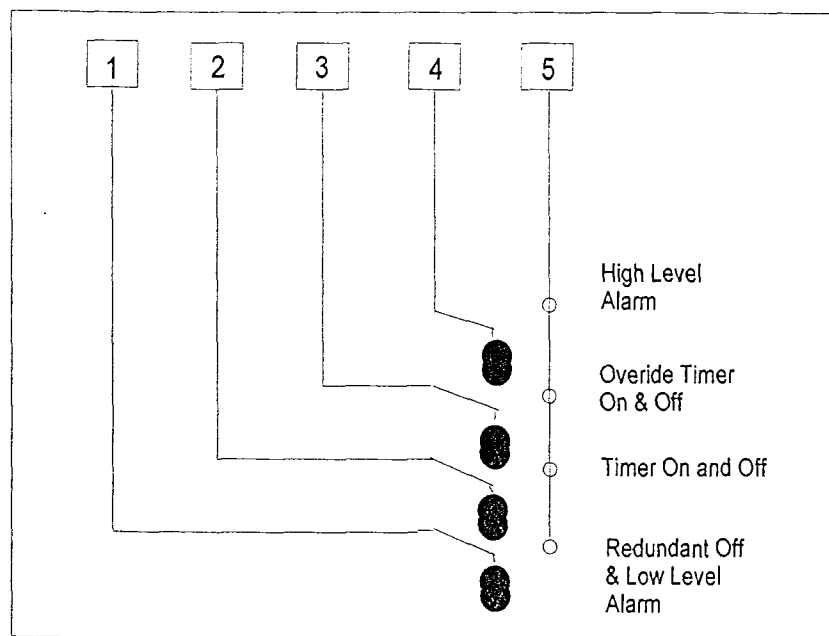 1 2 3 4 5
High Level
Alarm
Overide Timer
On & Off
Timer On and Off
Redundant Off
& Low Level
Alarm